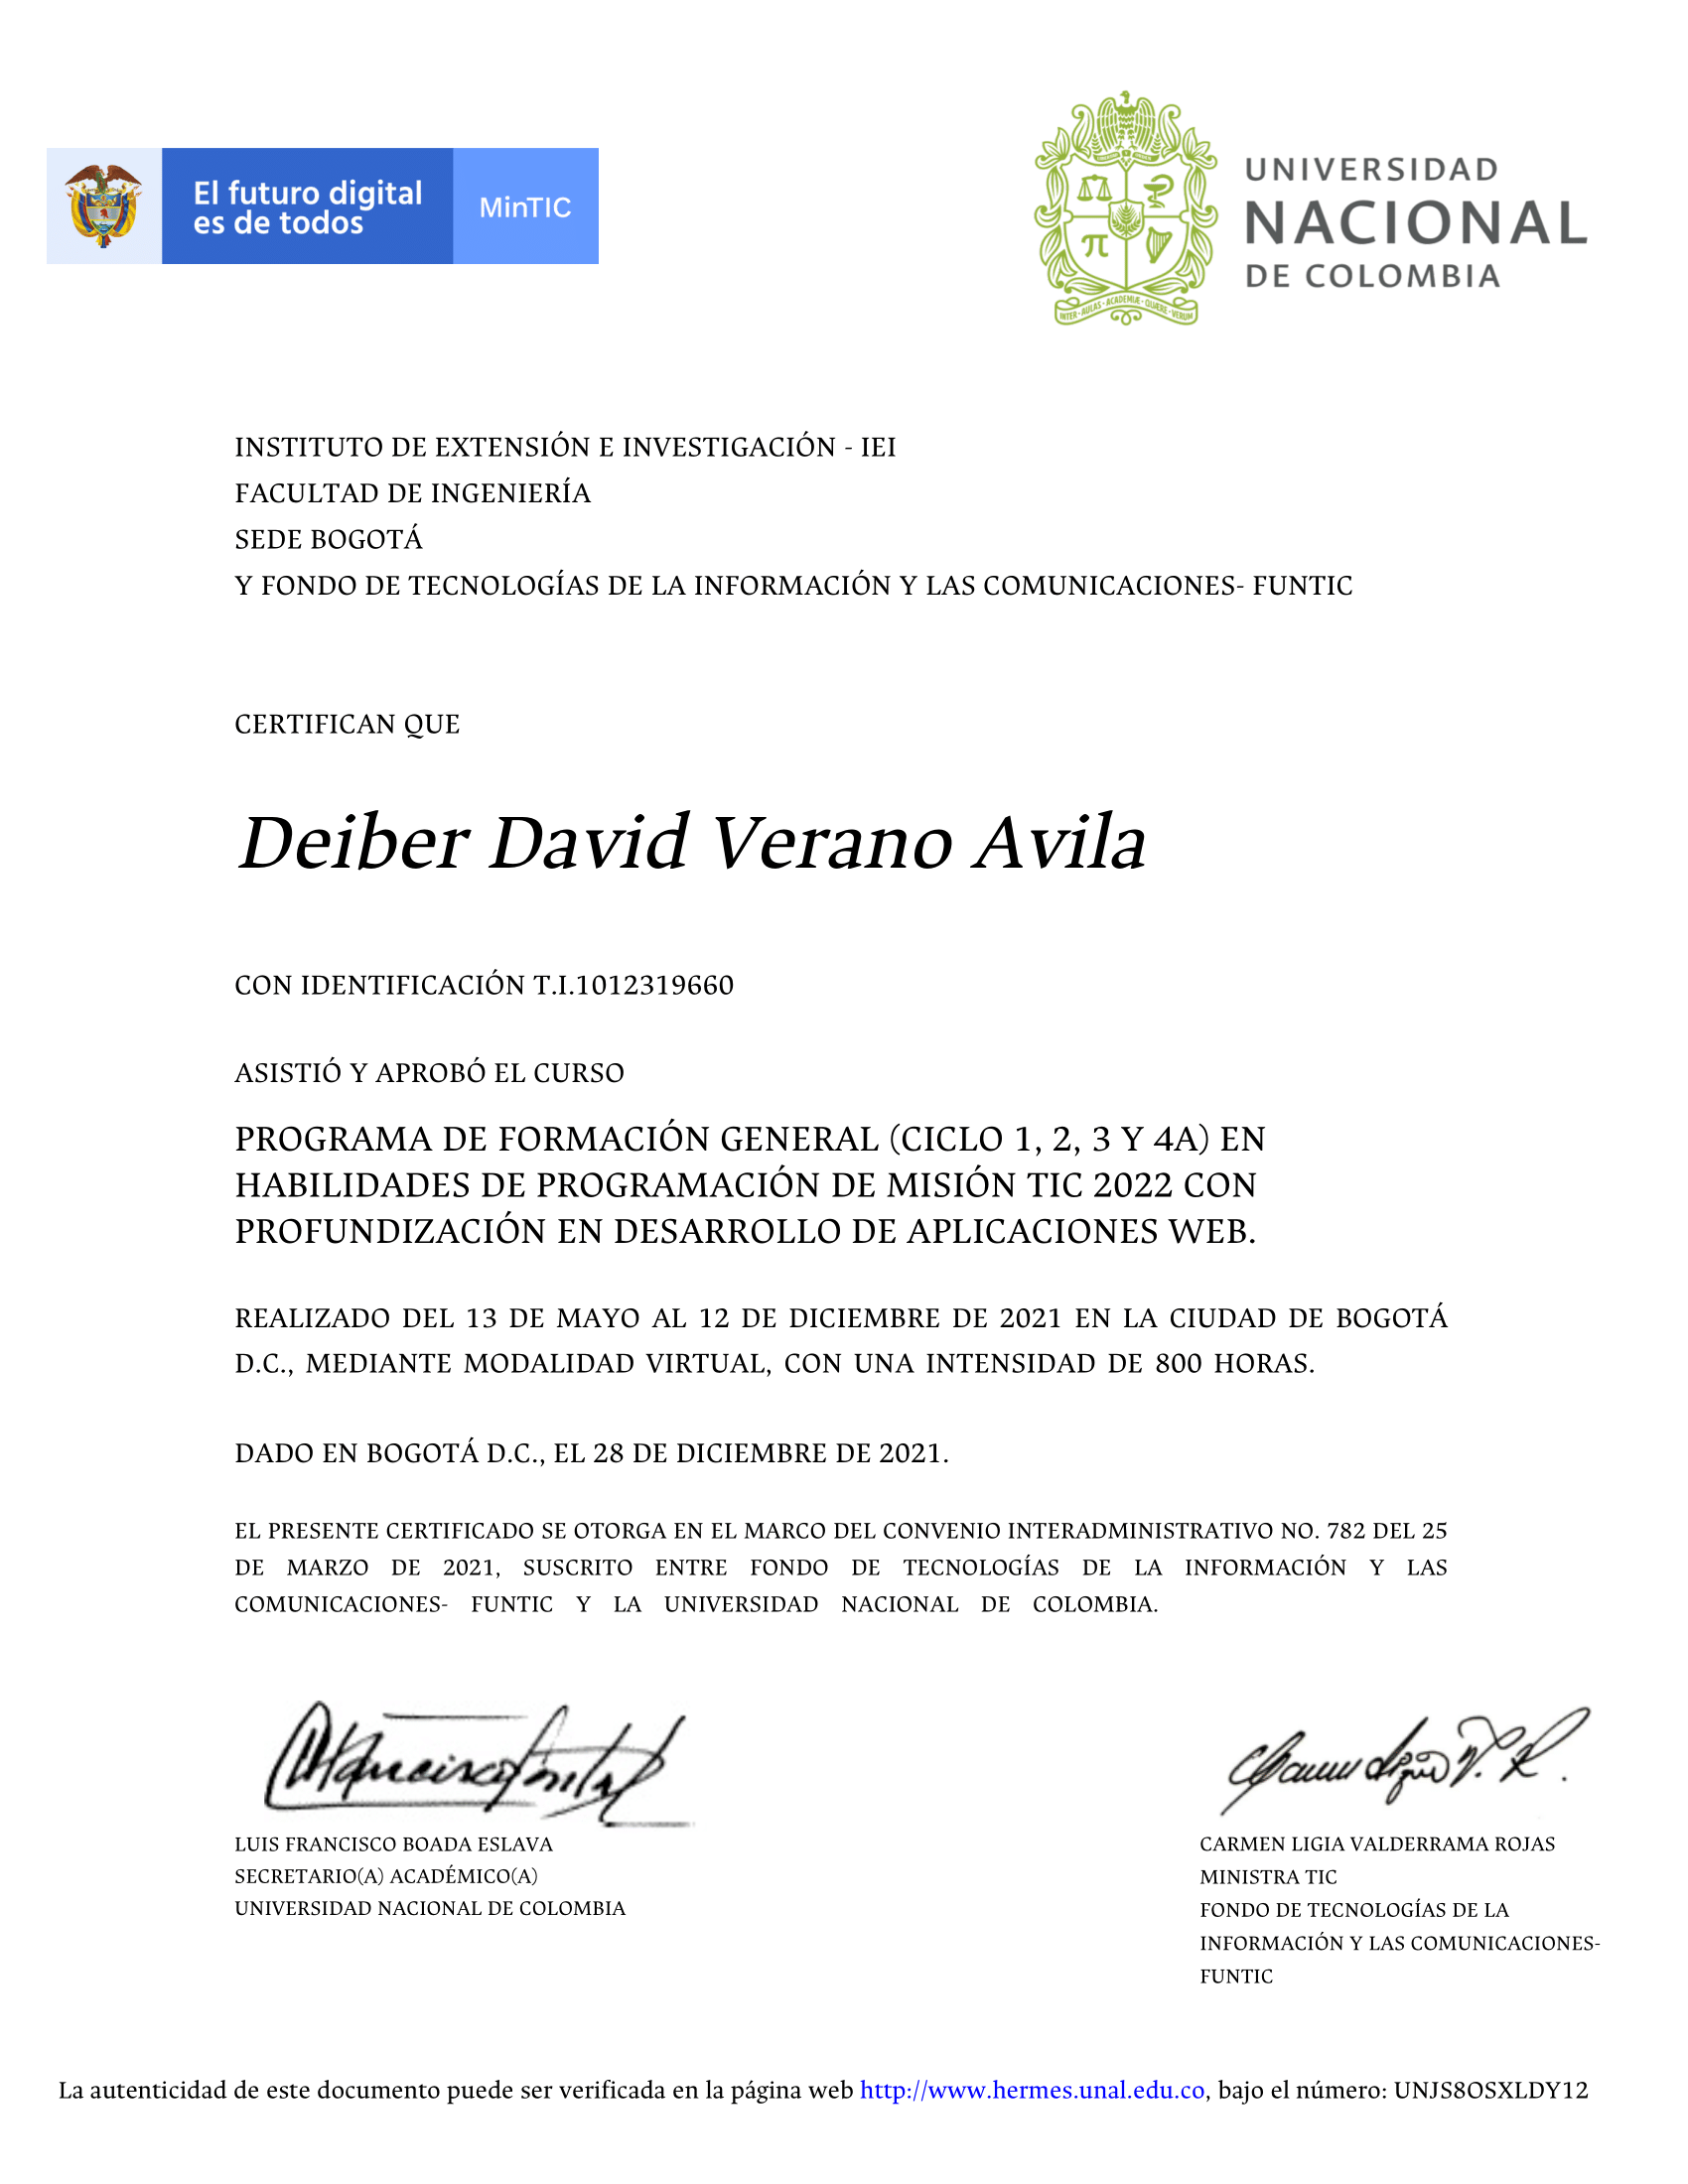 El futuro digital
es de todos
MinTIC
UNIVERSIDAD
NACIONAL
DE COLOMBIA
INTER · AULAS · ACADEMIÆ · QUÆRE · VERUM
INSTITUTO DE EXTENSIÓN E INVESTIGACIÓN - IEI
FACULTAD DE INGENIERÍA
SEDE BOGOTÁ
Y FONDO DE TECNOLOGÍAS DE LA INFORMACIÓN Y LAS COMUNICACIONES- FUNTIC
CERTIFICAN QUE
Deiber David Verano Avila
CON IDENTIFICACIÓN T.I.1012319660
ASISTIÓ Y APROBÓ EL CURSO
PROGRAMA DE FORMACIÓN GENERAL (CICLO 1, 2, 3 Y 4A) EN
HABILIDADES DE PROGRAMACIÓN DE MISIÓN TIC 2022 CON
PROFUNDIZACIÓN EN DESARROLLO DE APLICACIONES WEB.
REALIZADO DEL 13 DE MAYO AL 12 DE DICIEMBRE DE 2021 EN LA CIUDAD DE BOGOTÁ
D.C., MEDIANTE MODALIDAD VIRTUAL, CON UNA INTENSIDAD DE 800 HORAS.
DADO EN BOGOTÁ D.C., EL 28 DE DICIEMBRE DE 2021.
EL PRESENTE CERTIFICADO SE OTORGA EN EL MARCO DEL CONVENIO INTERADMINISTRATIVO NO. 782 DEL 25
DE MARZO DE 2021, SUSCRITO ENTRE FONDO DE TECNOLOGÍAS DE LA INFORMACIÓN Y LAS
COMUNICACIONES- FUNTIC Y LA UNIVERSIDAD NACIONAL DE COLOMBIA.
LUIS FRANCISCO BOADA ESLAVA
SECRETARIO(A) ACADÉMICO(A)
UNIVERSIDAD NACIONAL DE COLOMBIA
CARMEN LIGIA VALDERRAMA ROJAS
MINISTRA TIC
FONDO DE TECNOLOGÍAS DE LA
INFORMACIÓN Y LAS COMUNICACIONES-
FUNTIC
La autenticidad de este documento puede ser verificada en la página web http://www.hermes.unal.edu.co, bajo el número: UNJS8OSXLDY12